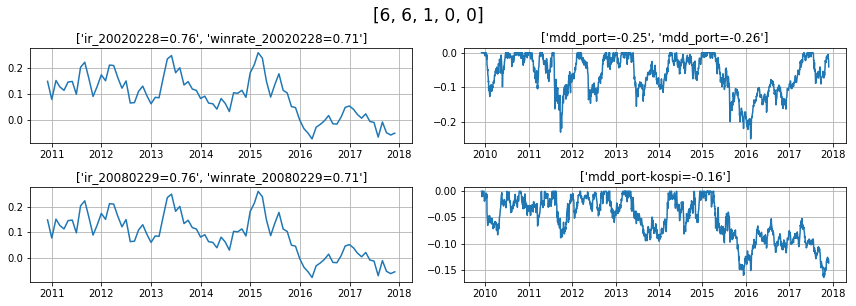 [6, 6, 1, 0, 0]
['ir_20020228=0.76', 'winrate_20020228=0.71']
0.2
0.1
0.0
2011 2012 2013 2014 2015 2016 2017 2018
['mdd_port=-0.25', 'mdd_port=-0.26']
0.0
−0.1
−0.2
2010 2011 2012 2013 2014 2015 2016 2017 2018
['ir_20080229=0.76', 'winrate_20080229=0.71']
0.2
0.1
0.0
2011 2012 2013 2014 2015 2016 2017 2018
['mdd_port-kospi=-0.16']
0.00
−0.05
−0.10
−0.15
2010 2011 2012 2013 2014 2015 2016 2017 2018